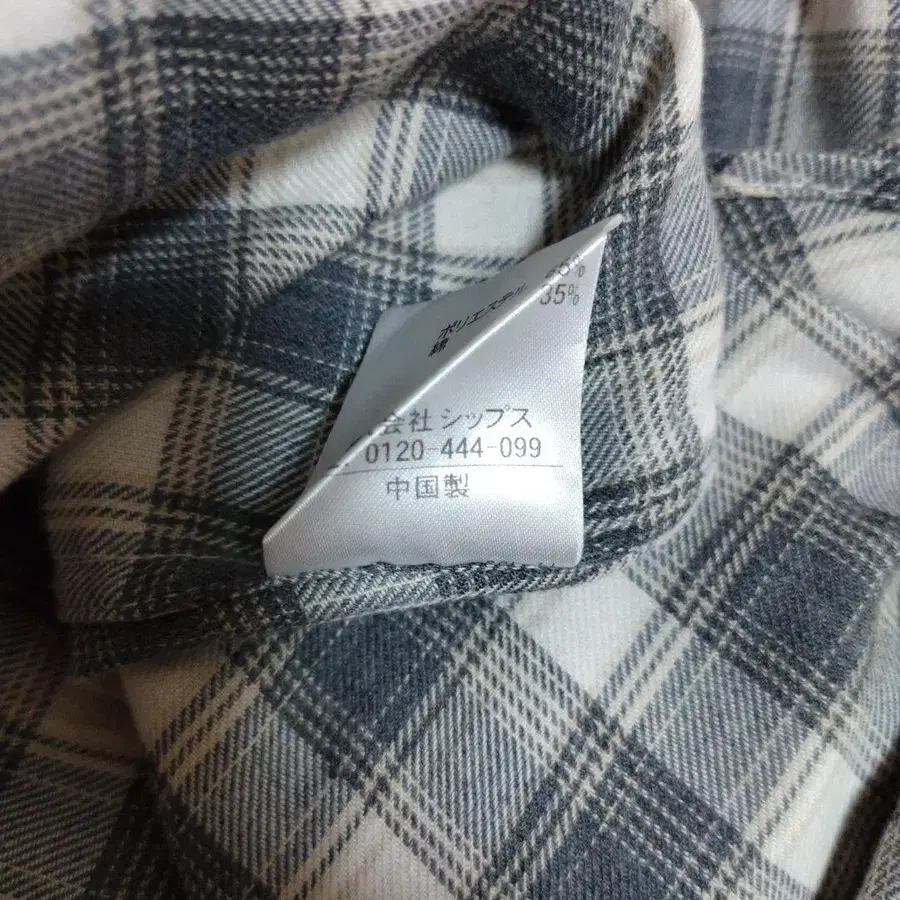 ポリエステル
綿 35%
会社 シップス
0120-444-099
中国製